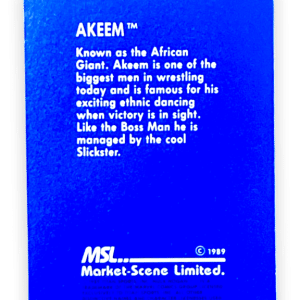 AKEEM™
Known as the African
Giant. Akeem is one of the
biggest men in wrestling
today and is famous for his
exciting ethnic dancing
when victory is in sight.
Like the Boss Man he is
managed by the cool
Slickster.
MSL... © 1989
Market-Scene Limited.